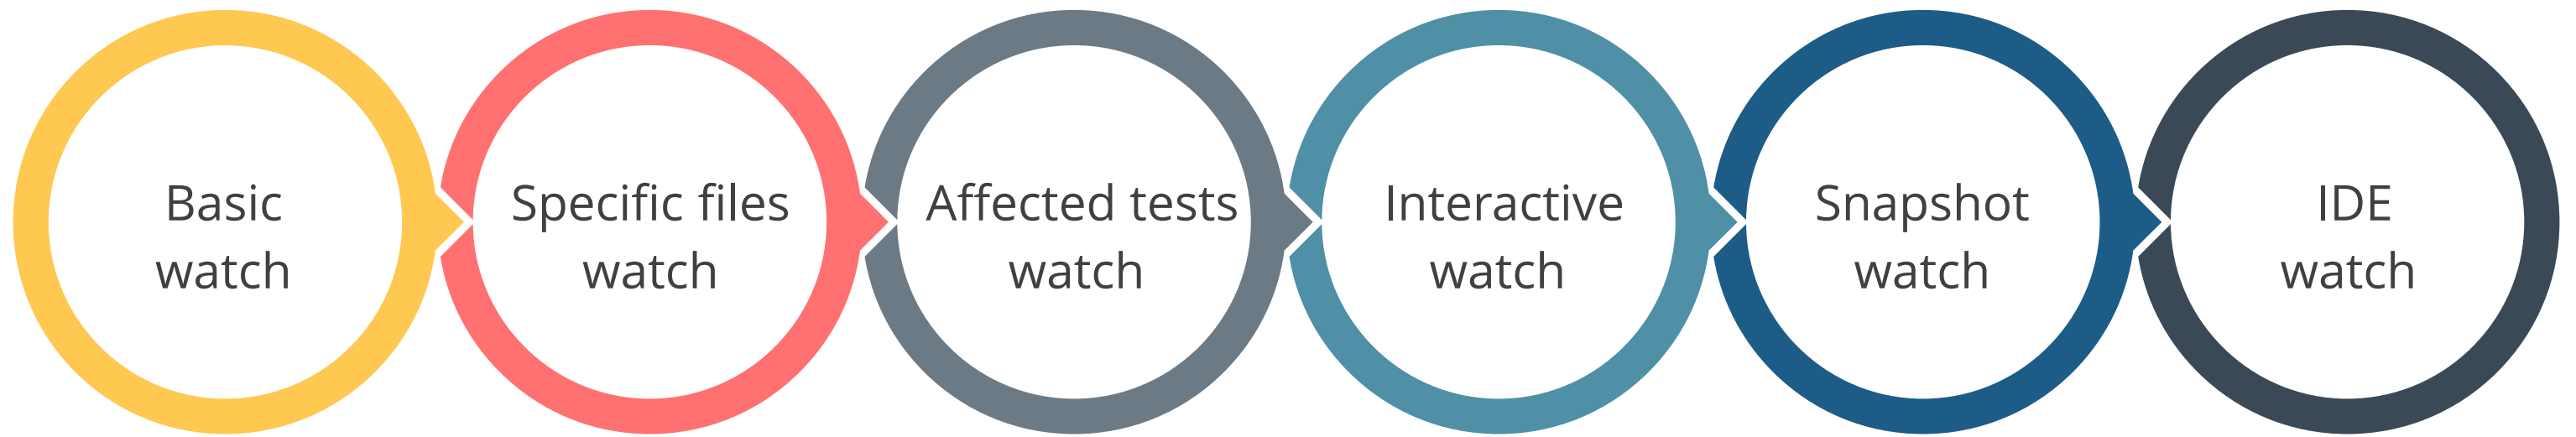 Basic
watch
Specific files
watch
Affected tests
watch
Interactive
watch
Snapshot
watch
IDE
watch